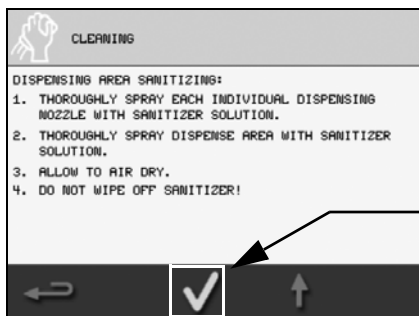 CLEANING
DISPENSING AREA SANITIZING:
1. THOROUGHLY SPRAY EACH INDIVIDUAL DISPENSING
NOZZLE WITH SANITIZER SOLUTION.
2. THOROUGHLY SPRAY DISPENSE AREA WITH SANITIZER
SOLUTION.
3. ALLOW TO AIR DRY.
4. DO NOT WIPE OFF SANITIZER!